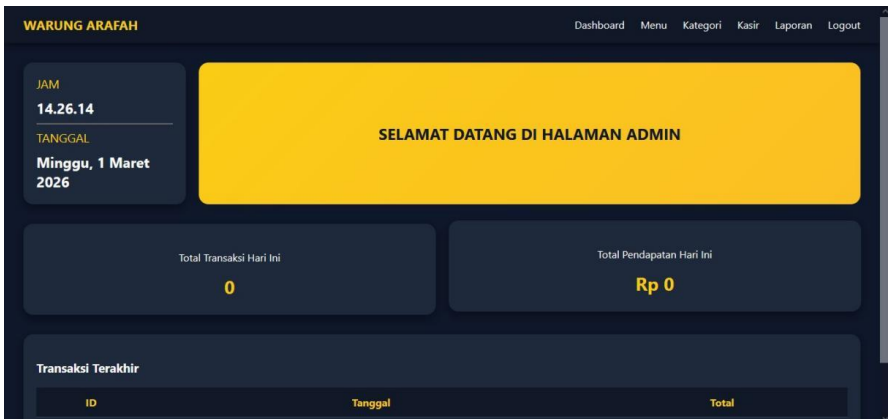 WARUNG ARAFAH
Dashboard Menu Kategori Kasir Laporan Logout
JAM
14.26.14
TANGGAL
Minggu, 1 Maret
2026
SELAMAT DATANG DI HALAMAN ADMIN
Total Transaksi Hari Ini
0
Total Pendapatan Hari Ini
Rp 0
Transaksi Terakhir
ID Tanggal Total